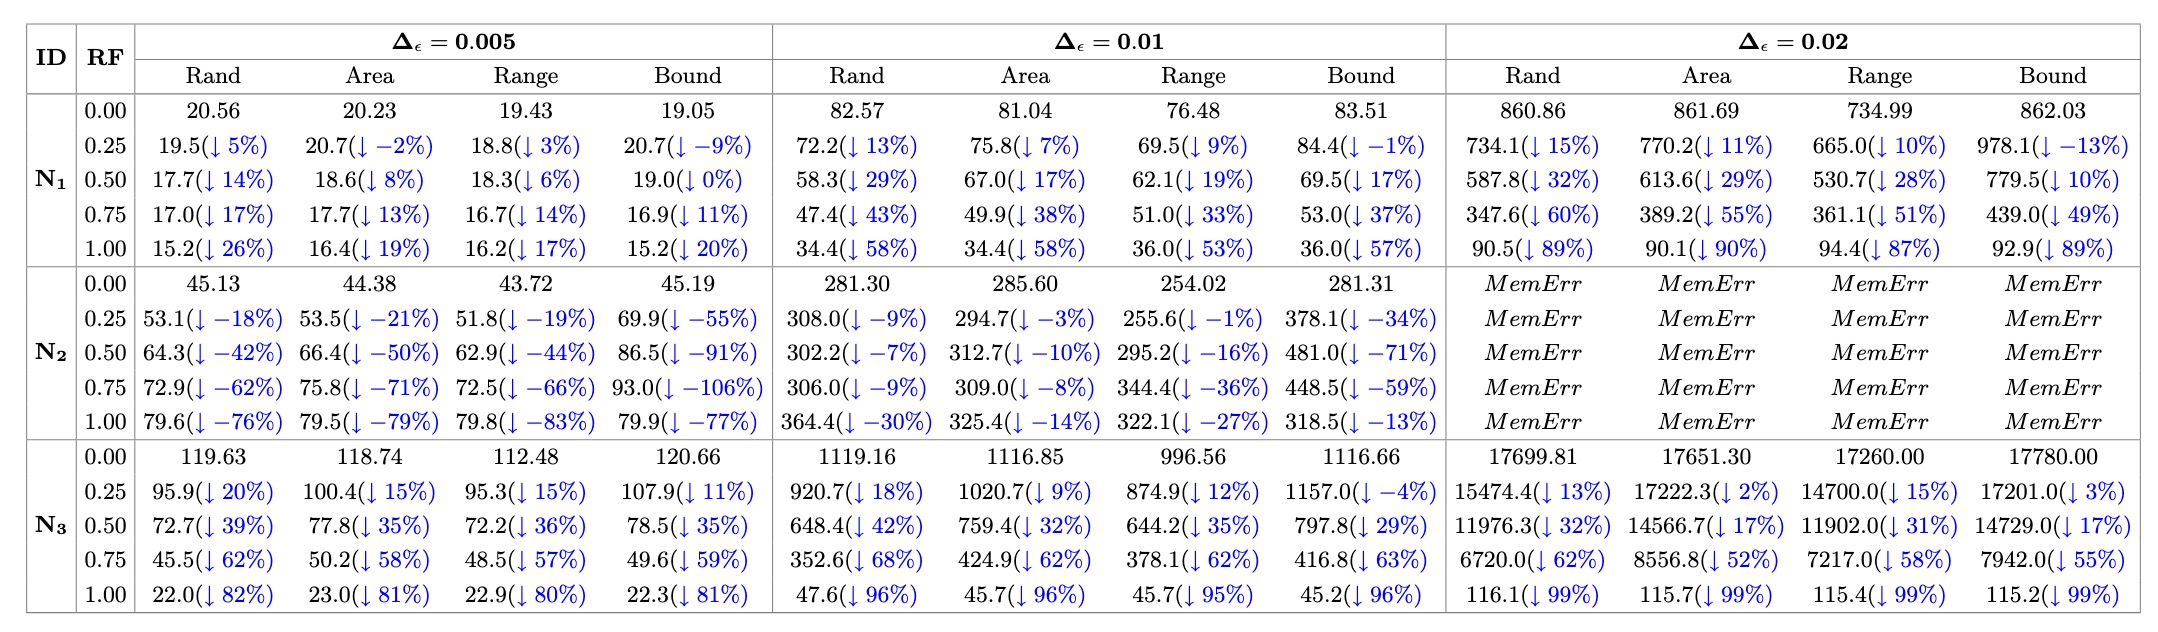 ID RF Δϵ = 0.005 Δϵ = 0.01 Δϵ = 0.02
Rand Area Range Bound Rand Area Range Bound Rand Area Range Bound
0.00 20.56 20.23 19.43 19.05 82.57 81.04 76.48 83.51 860.86 861.69 734.99 862.03
0.25 19.5(↓ 5%) 20.7(↓ −2%) 18.8(↓ 3%) 20.7(↓ −9%) 72.2(↓ 13%) 75.8(↓ 7%) 69.5(↓ 9%) 84.4(↓ −1%) 734.1(↓ 15%) 770.2(↓ 11%) 665.0(↓ 10%) 978.1(↓ −13%)
N₁ 0.50 17.7(↓ 14%) 18.6(↓ 8%) 18.3(↓ 6%) 19.0(↓ 0%) 58.3(↓ 29%) 67.0(↓ 17%) 62.1(↓ 19%) 69.5(↓ 17%) 587.8(↓ 32%) 613.6(↓ 29%) 530.7(↓ 28%) 779.5(↓ 10%)
0.75 17.0(↓ 17%) 17.7(↓ 13%) 16.7(↓ 14%) 16.9(↓ 11%) 47.4(↓ 43%) 49.9(↓ 38%) 51.0(↓ 33%) 53.0(↓ 37%) 347.6(↓ 60%) 389.2(↓ 55%) 361.1(↓ 51%) 439.0(↓ 49%)
1.00 15.2(↓ 26%) 16.4(↓ 19%) 16.2(↓ 17%) 15.2(↓ 20%) 34.4(↓ 58%) 34.4(↓ 58%) 36.0(↓ 53%) 36.0(↓ 57%) 90.5(↓ 89%) 90.1(↓ 90%) 94.4(↓ 87%) 92.9(↓ 89%)
0.00 45.13 44.38 43.72 45.19 281.30 285.60 254.02 281.31 MemErr MemErr MemErr MemErr
0.25 53.1(↓ −18%) 53.5(↓ −21%) 51.8(↓ −19%) 69.9(↓ −55%) 308.0(↓ −9%) 294.7(↓ −3%) 255.6(↓ −1%) 378.1(↓ −34%) MemErr MemErr MemErr MemErr
N₂ 0.50 64.3(↓ −42%) 66.4(↓ −50%) 62.9(↓ −44%) 86.5(↓ −91%) 302.2(↓ −7%) 312.7(↓ −10%) 295.2(↓ −16%) 481.0(↓ −71%) MemErr MemErr MemErr MemErr
0.75 72.9(↓ −62%) 75.8(↓ −71%) 72.5(↓ −66%) 93.0(↓ −106%) 306.0(↓ −9%) 309.0(↓ −8%) 344.4(↓ −36%) 448.5(↓ −59%) MemErr MemErr MemErr MemErr
1.00 79.6(↓ −76%) 79.5(↓ −79%) 79.8(↓ −83%) 79.9(↓ −77%) 364.4(↓ −30%) 325.4(↓ −14%) 322.1(↓ −27%) 318.5(↓ −13%) MemErr MemErr MemErr MemErr
0.00 119.63 118.74 112.48 120.66 1119.16 1116.85 996.56 1116.66 17699.81 17651.30 17260.00 17780.00
0.25 95.9(↓ 20%) 100.4(↓ 15%) 95.3(↓ 15%) 107.9(↓ 11%) 920.7(↓ 18%) 1020.7(↓ 9%) 874.9(↓ 12%) 1157.0(↓ −4%) 15474.4(↓ 13%) 17222.3(↓ 2%) 14700.0(↓ 15%) 17201.0(↓ 3%)
N₃ 0.50 72.7(↓ 39%) 77.8(↓ 35%) 72.2(↓ 36%) 78.5(↓ 35%) 648.4(↓ 42%) 759.4(↓ 32%) 644.2(↓ 35%) 797.8(↓ 29%) 11976.3(↓ 32%) 14566.7(↓ 17%) 11902.0(↓ 31%) 14729.0(↓ 17%)
0.75 45.5(↓ 62%) 50.2(↓ 58%) 48.5(↓ 57%) 49.6(↓ 59%) 352.6(↓ 68%) 424.9(↓ 62%) 378.1(↓ 62%) 416.8(↓ 63%) 6720.0(↓ 62%) 8556.8(↓ 52%) 7217.0(↓ 58%) 7942.0(↓ 55%)
1.00 22.0(↓ 82%) 23.0(↓ 81%) 22.9(↓ 80%) 22.3(↓ 81%) 47.6(↓ 96%) 45.7(↓ 96%) 45.7(↓ 95%) 45.2(↓ 96%) 116.1(↓ 99%) 115.7(↓ 99%) 115.4(↓ 99%) 115.2(↓ 99%)